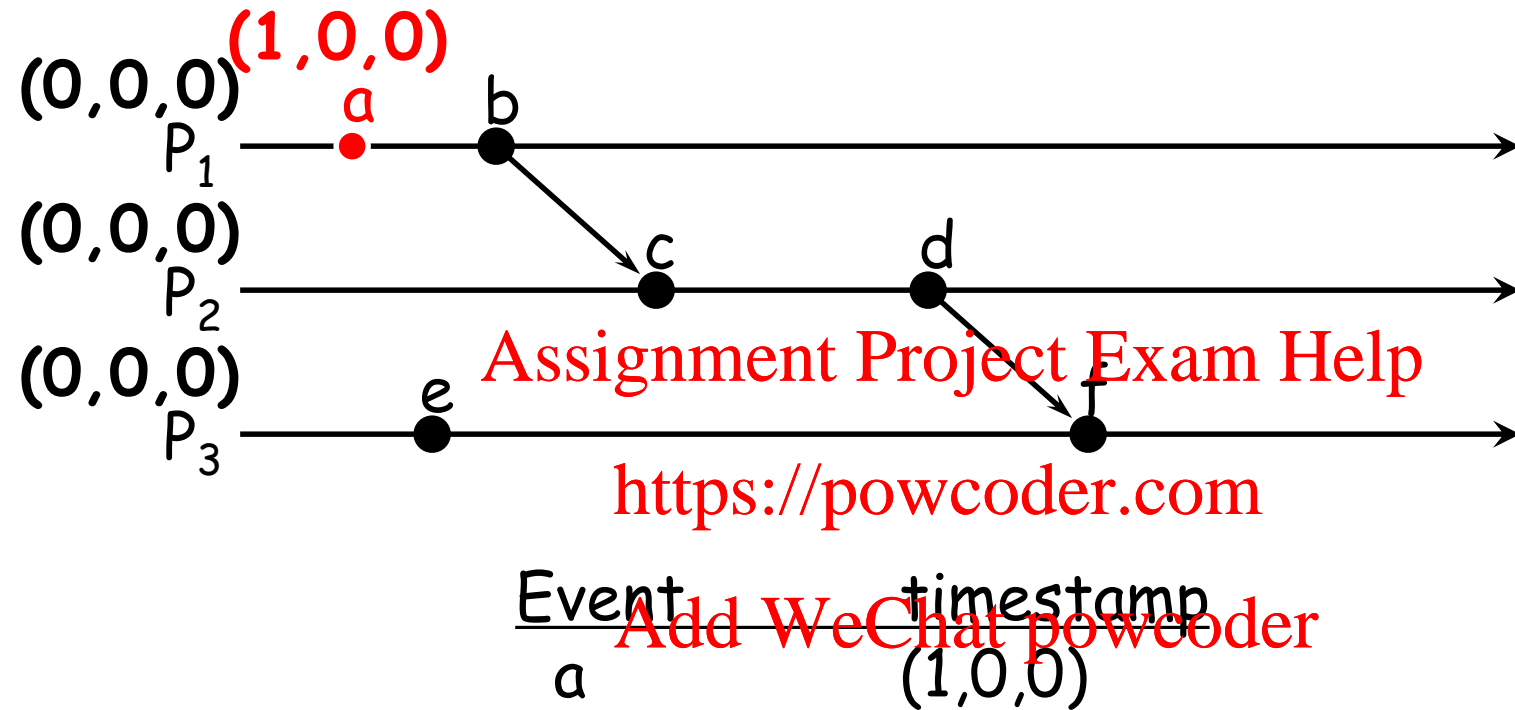 (1,0,0)
(0,0,0)
a
b
P1
(0,0,0)
c
d
P2
Assignment Project Exam Help
(0,0,0)
e
f
P3
https://powcoder.com
Event timestamp
Add WeChat powcoder
a (1,0,0)